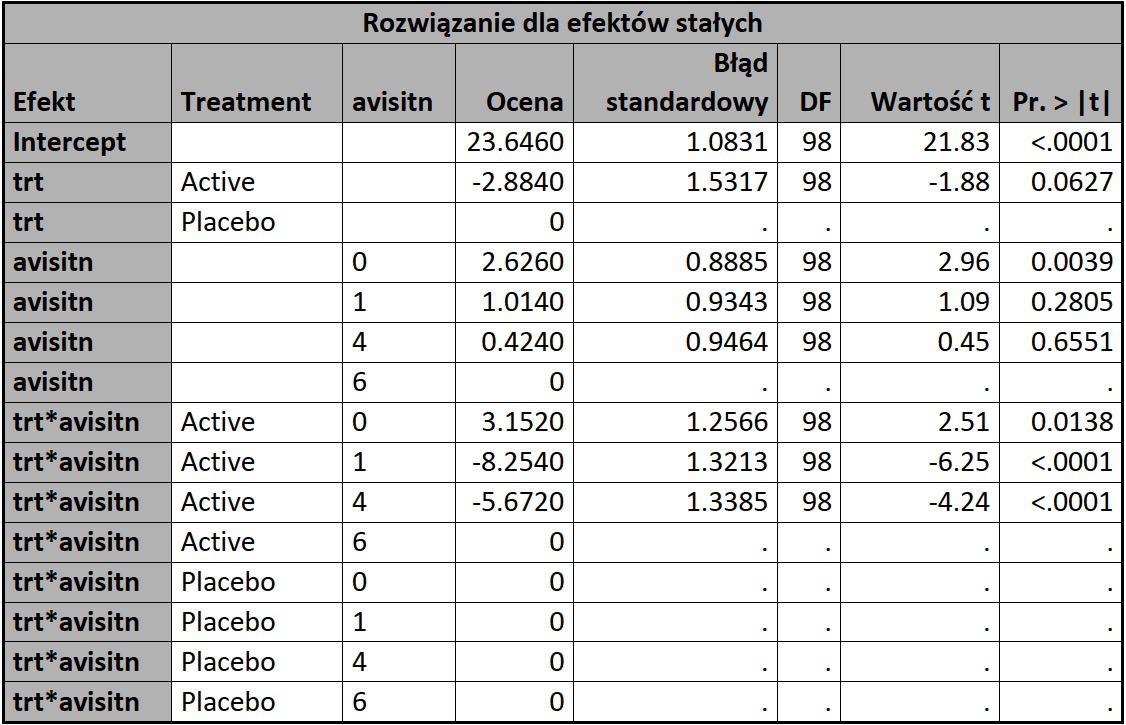 Rozwiązanie dla efektów stałych
Efekt Treatment avisitn Ocena Błąd standardowy DF Wartość t Pr. > |t|
Intercept 23.6460 1.0831 98 21.83 <.0001
trt Active -2.8840 1.5317 98 -1.88 0.0627
trt Placebo 0 . . . .
avisitn 0 2.6260 0.8885 98 2.96 0.0039
avisitn 1 1.0140 0.9343 98 1.09 0.2805
avisitn 4 0.4240 0.9464 98 0.45 0.6551
avisitn 6 0 . . . .
trt*avisitn Active 0 3.1520 1.2566 98 2.51 0.0138
trt*avisitn Active 1 -8.2540 1.3213 98 -6.25 <.0001
trt*avisitn Active 4 -5.6720 1.3385 98 -4.24 <.0001
trt*avisitn Active 6 0 . . . .
trt*avisitn Placebo 0 0 . . . .
trt*avisitn Placebo 1 0 . . . .
trt*avisitn Placebo 4 0 . . . .
trt*avisitn Placebo 6 0 . . . .